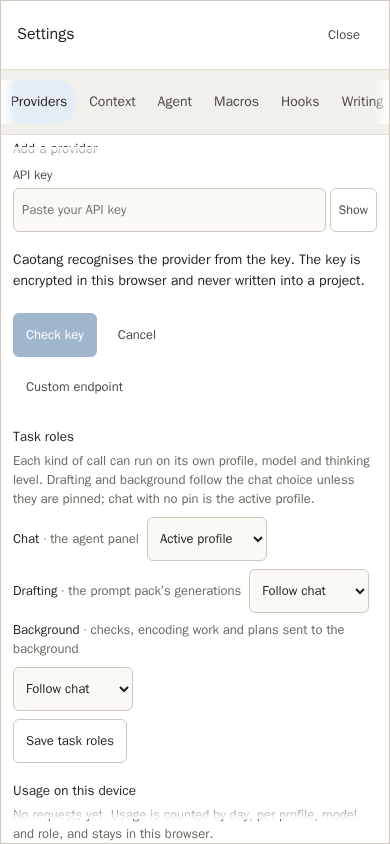 Settings
Close
Providers
Context
Agent
Macros
Hooks
Writing
Add a provider
API key
Paste your API key
Show
Caotang recognises the provider from the key. The key is
encrypted in this browser and never written into a project.
Check key
Cancel
Custom endpoint
Task roles
Each kind of call can run on its own profile, model and thinking
level. Drafting and background follow the chat choice unless
they are pinned; chat with no pin is the active profile.
Chat · the agent panel
Active profile
Drafting · the prompt pack's generations
Follow chat
Background · checks, encoding work and plans sent to the
background
Follow chat
Save task roles
Usage on this device
No requests yet. Usage is counted by day, per profile, model
and role, and stays in this browser.